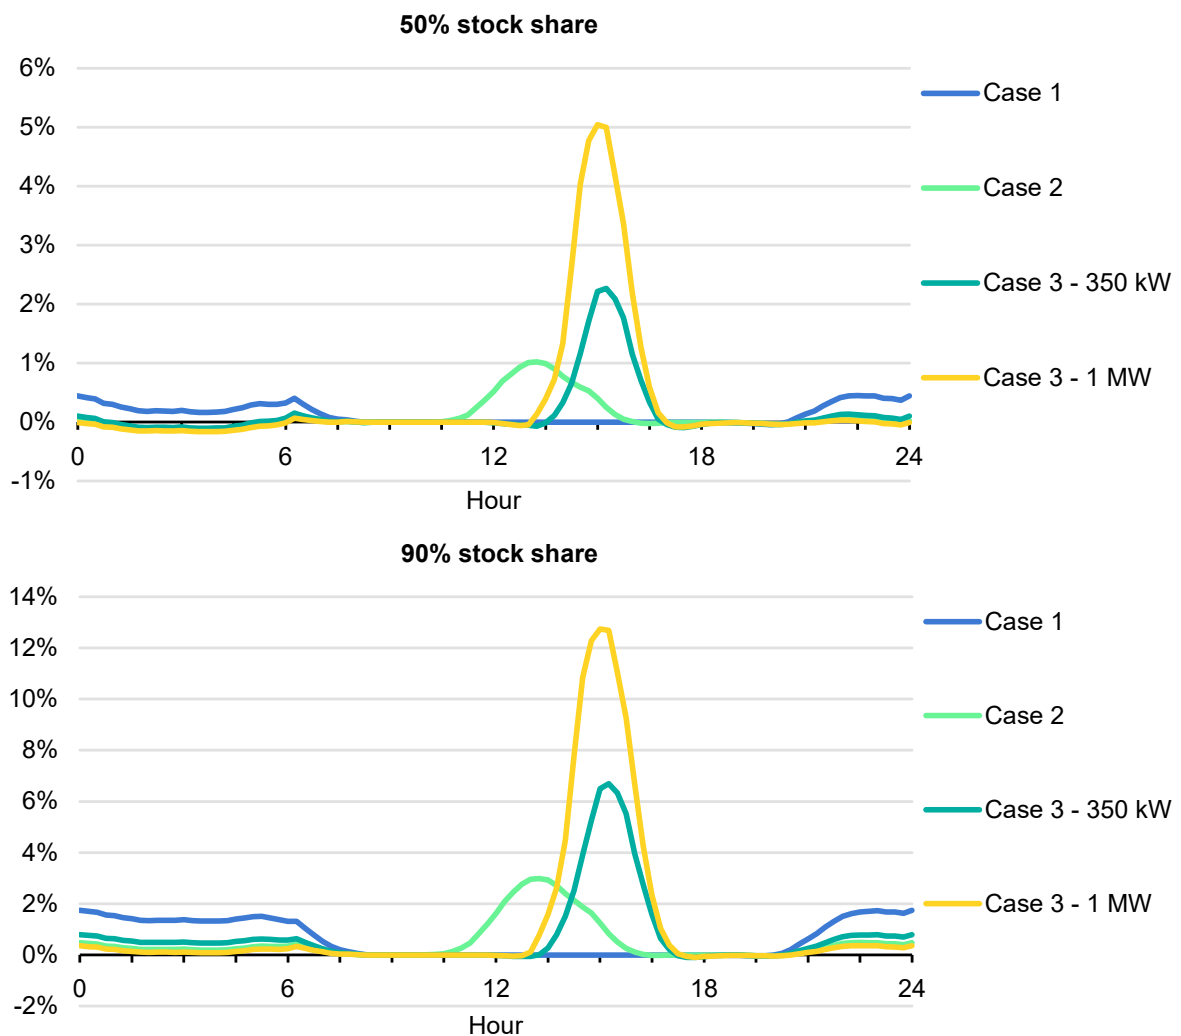 50% stock share
6%
5%
4%
3%
2%
1%
0%
-1%
0 6 12 18 24
Hour
Case 1
Case 2
Case 3 - 350 kW
Case 3 - 1 MW
90% stock share
14%
12%
10%
8%
6%
4%
2%
0%
-2%
0 6 12 18 24
Hour
Case 1
Case 2
Case 3 - 350 kW
Case 3 - 1 MW